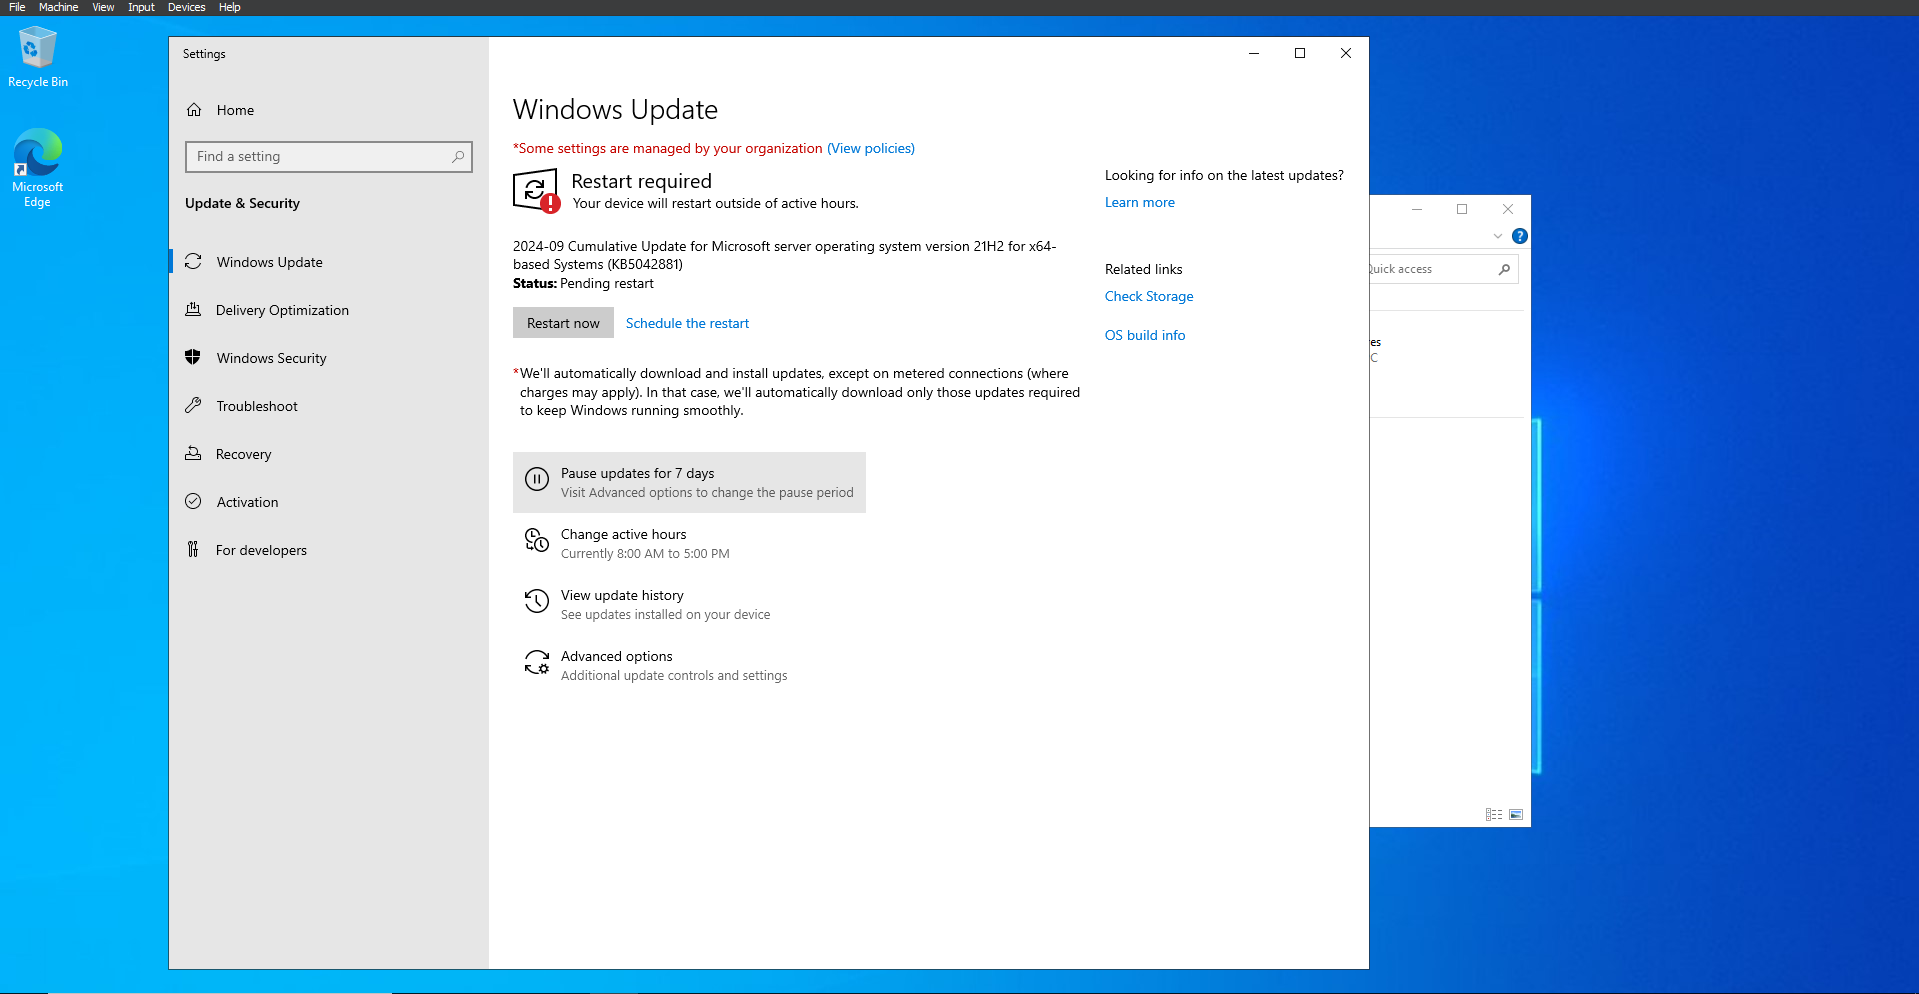 File Machine View Input Devices Help
Recycle Bin
Microsoft
Edge
Settings
Home
Find a setting
Update & Security
Windows Update
Delivery Optimization
Windows Security
Troubleshoot
Recovery
Activation
For developers
Windows Update
*Some settings are managed by your organization (View policies)
Restart required
Your device will restart outside of active hours.
2024-09 Cumulative Update for Microsoft server operating system version 21H2 for x64-
based Systems (KB5042881)
Status: Pending restart
Restart now Schedule the restart
*We'll automatically download and install updates, except on metered connections (where
charges may apply). In that case, we'll automatically download only those updates required
to keep Windows running smoothly.
Pause updates for 7 days
Visit Advanced options to change the pause period
Change active hours
Currently 8:00 AM to 5:00 PM
View update history
See updates installed on your device
Advanced options
Additional update controls and settings
Looking for info on the latest updates?
Learn more
Related links
Check Storage
OS build info
Quick access
es
C